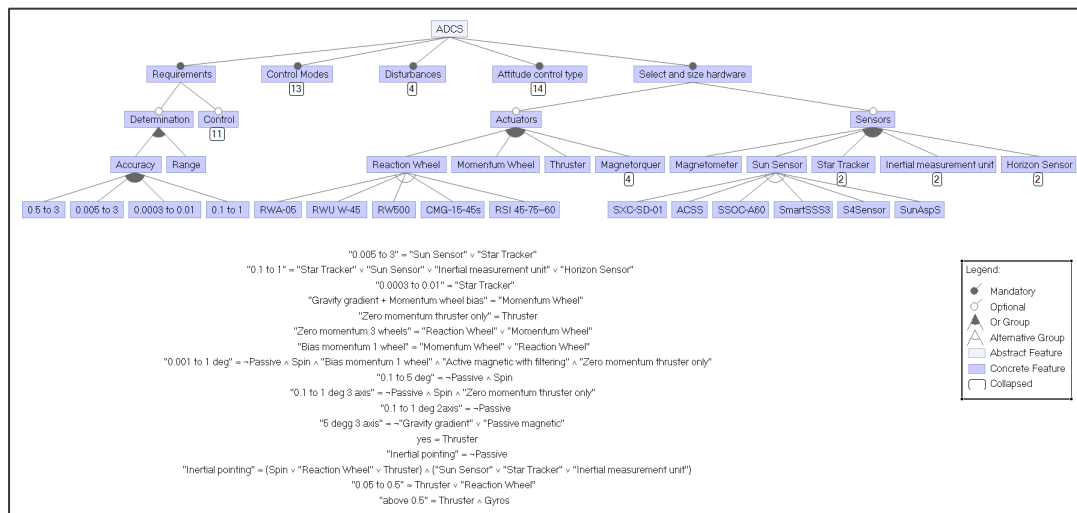 ADCS
Requirements Control Modes Disturbances Attitude control type Select and size hardware
13 4 14
Determination Control Actuators Sensors
11
Accuracy Range Reaction Wheel Momentum Wheel Thruster Magnetorquer Magnetometer Sun Sensor Star Tracker Inertial measurement unit Horizon Sensor
4 2 2 2
0.5 to 3 0.005 to 3 0.0003 to 0.01 0.1 to 1 RWA-05 RWU W-45 RW500 CMG-15-45s RSI 45-75-60 SXC-SD-01 ACSS SSOC-A60 SmartSSS3 S4Sensor SunAspS
"0.005 to 3" ⇒ "Sun Sensor" ∨ "Star Tracker"
"0.1 to 1" ⇒ "Star Tracker" ∨ "Sun Sensor" ∨ "Inertial measurement unit" ∨ "Horizon Sensor"
"0.0003 to 0.01" ⇒ "Star Tracker"
"Gravity gradient + Momentum wheel bias" ⇒ "Momentum Wheel"
"Zero momentum thruster only" ⇒ Thruster
"Zero momentum 3 wheels" ⇒ "Reaction Wheel" ∨ "Momentum Wheel"
"Bias momentum 1 wheel" ⇒ "Momentum Wheel" ∨ "Reaction Wheel"
"0.001 to 1 deg" ⇒ ¬Passive ∧ Spin ∧ "Bias momentum 1 wheel" ∧ "Active magnetic with filtering" ∧ "Zero momentum thruster only"
"0.1 to 5 deg" ⇒ ¬Passive ∧ Spin
"0.1 to 1 deg 3 axis" ⇒ ¬Passive ∧ Spin ∧ "Zero momentum thruster only"
"0.1 to 1 deg 2axis" ⇒ ¬Passive
"5 degg 3 axis" ⇒ ¬"Gravity gradient" ∨ "Passive magnetic"
yes ⇒ Thruster
"Inertial pointing" ⇒ ¬Passive
"Inertial pointing" ⇒ (Spin ∨ "Reaction Wheel" ∨ Thruster) ∧ ("Sun Sensor" ∨ "Star Tracker" ∨ "Inertial measurement unit")
"0.05 to 0.5" ⇒ Thruster ∨ "Reaction Wheel"
"above 0.5" ⇒ Thruster ∧ Gyros
Legend:
Mandatory
Optional
Or Group
Alternative Group
Abstract Feature
Concrete Feature
Collapsed